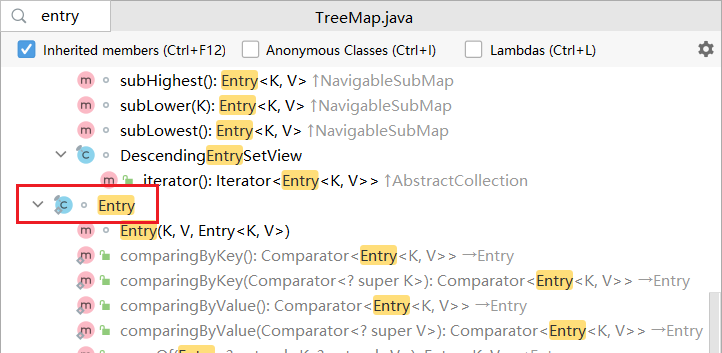 entry TreeMap.java
Inherited members (Ctrl+F12) Anonymous Classes (Ctrl+I) Lambdas (Ctrl+L)
m subHighest(): Entry<K, V> ↑NavigableSubMap
m subLower(K): Entry<K, V> ↑NavigableSubMap
m subLowest(): Entry<K, V> ↑NavigableSubMap
C DescendingEntrySetView
m iterator(): Iterator<Entry<K, V>> ↑AbstractCollection
C Entry
m Entry(K, V, Entry<K, V>)
m comparingByKey(): Comparator<Entry<K, V>> →Entry
m comparingByKey(Comparator<? super K>): Comparator<Entry<K, V>> →Entry
m comparingByValue(): Comparator<Entry<K, V>> →Entry
m comparingByValue(Comparator<? super V>): Comparator<Entry<K, V>> →Entry